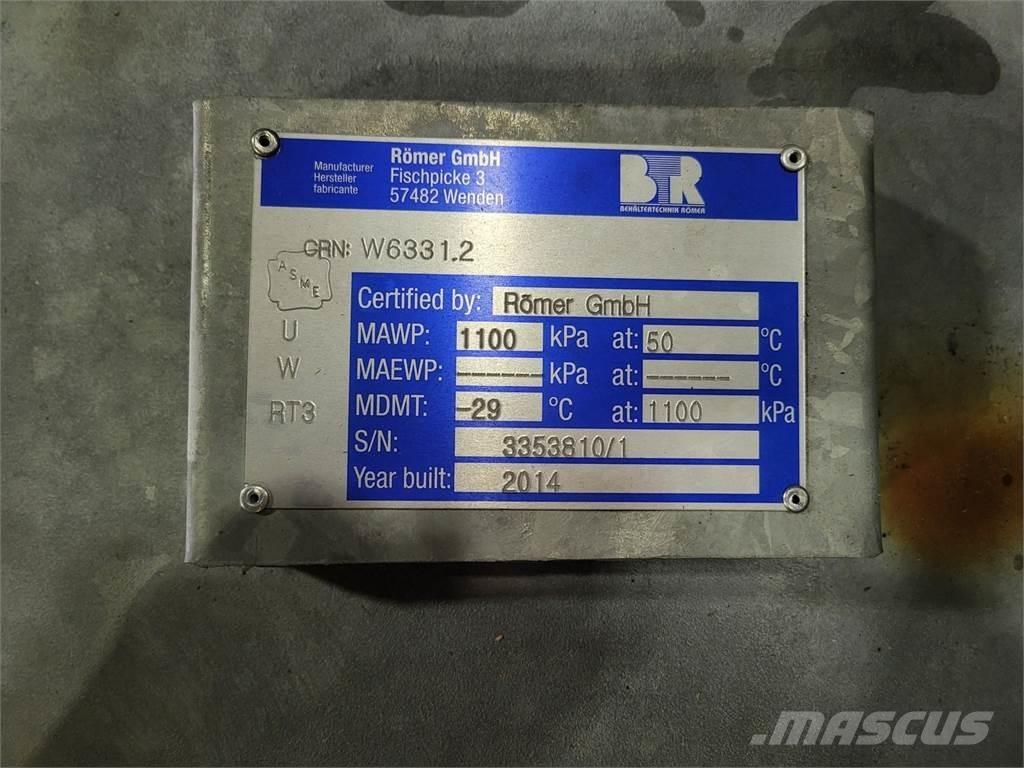 Manufacturer
Hersteller
fabricante
Römer GmbH
Fischpicke 3
57482 Wenden
BTR
BEHÄLTERTECHNIK RÖMER
CRN: W6331.2
ASME
U
W
RT3
Certified by: Römer GmbH
MAWP: 1100 kPa at: 50 °C
MAEWP: ------ kPa at: ------ °C
MDMT: -29 °C at: 1100 kPa
S/N: 3353810/1
Year built: 2014
MASCUS